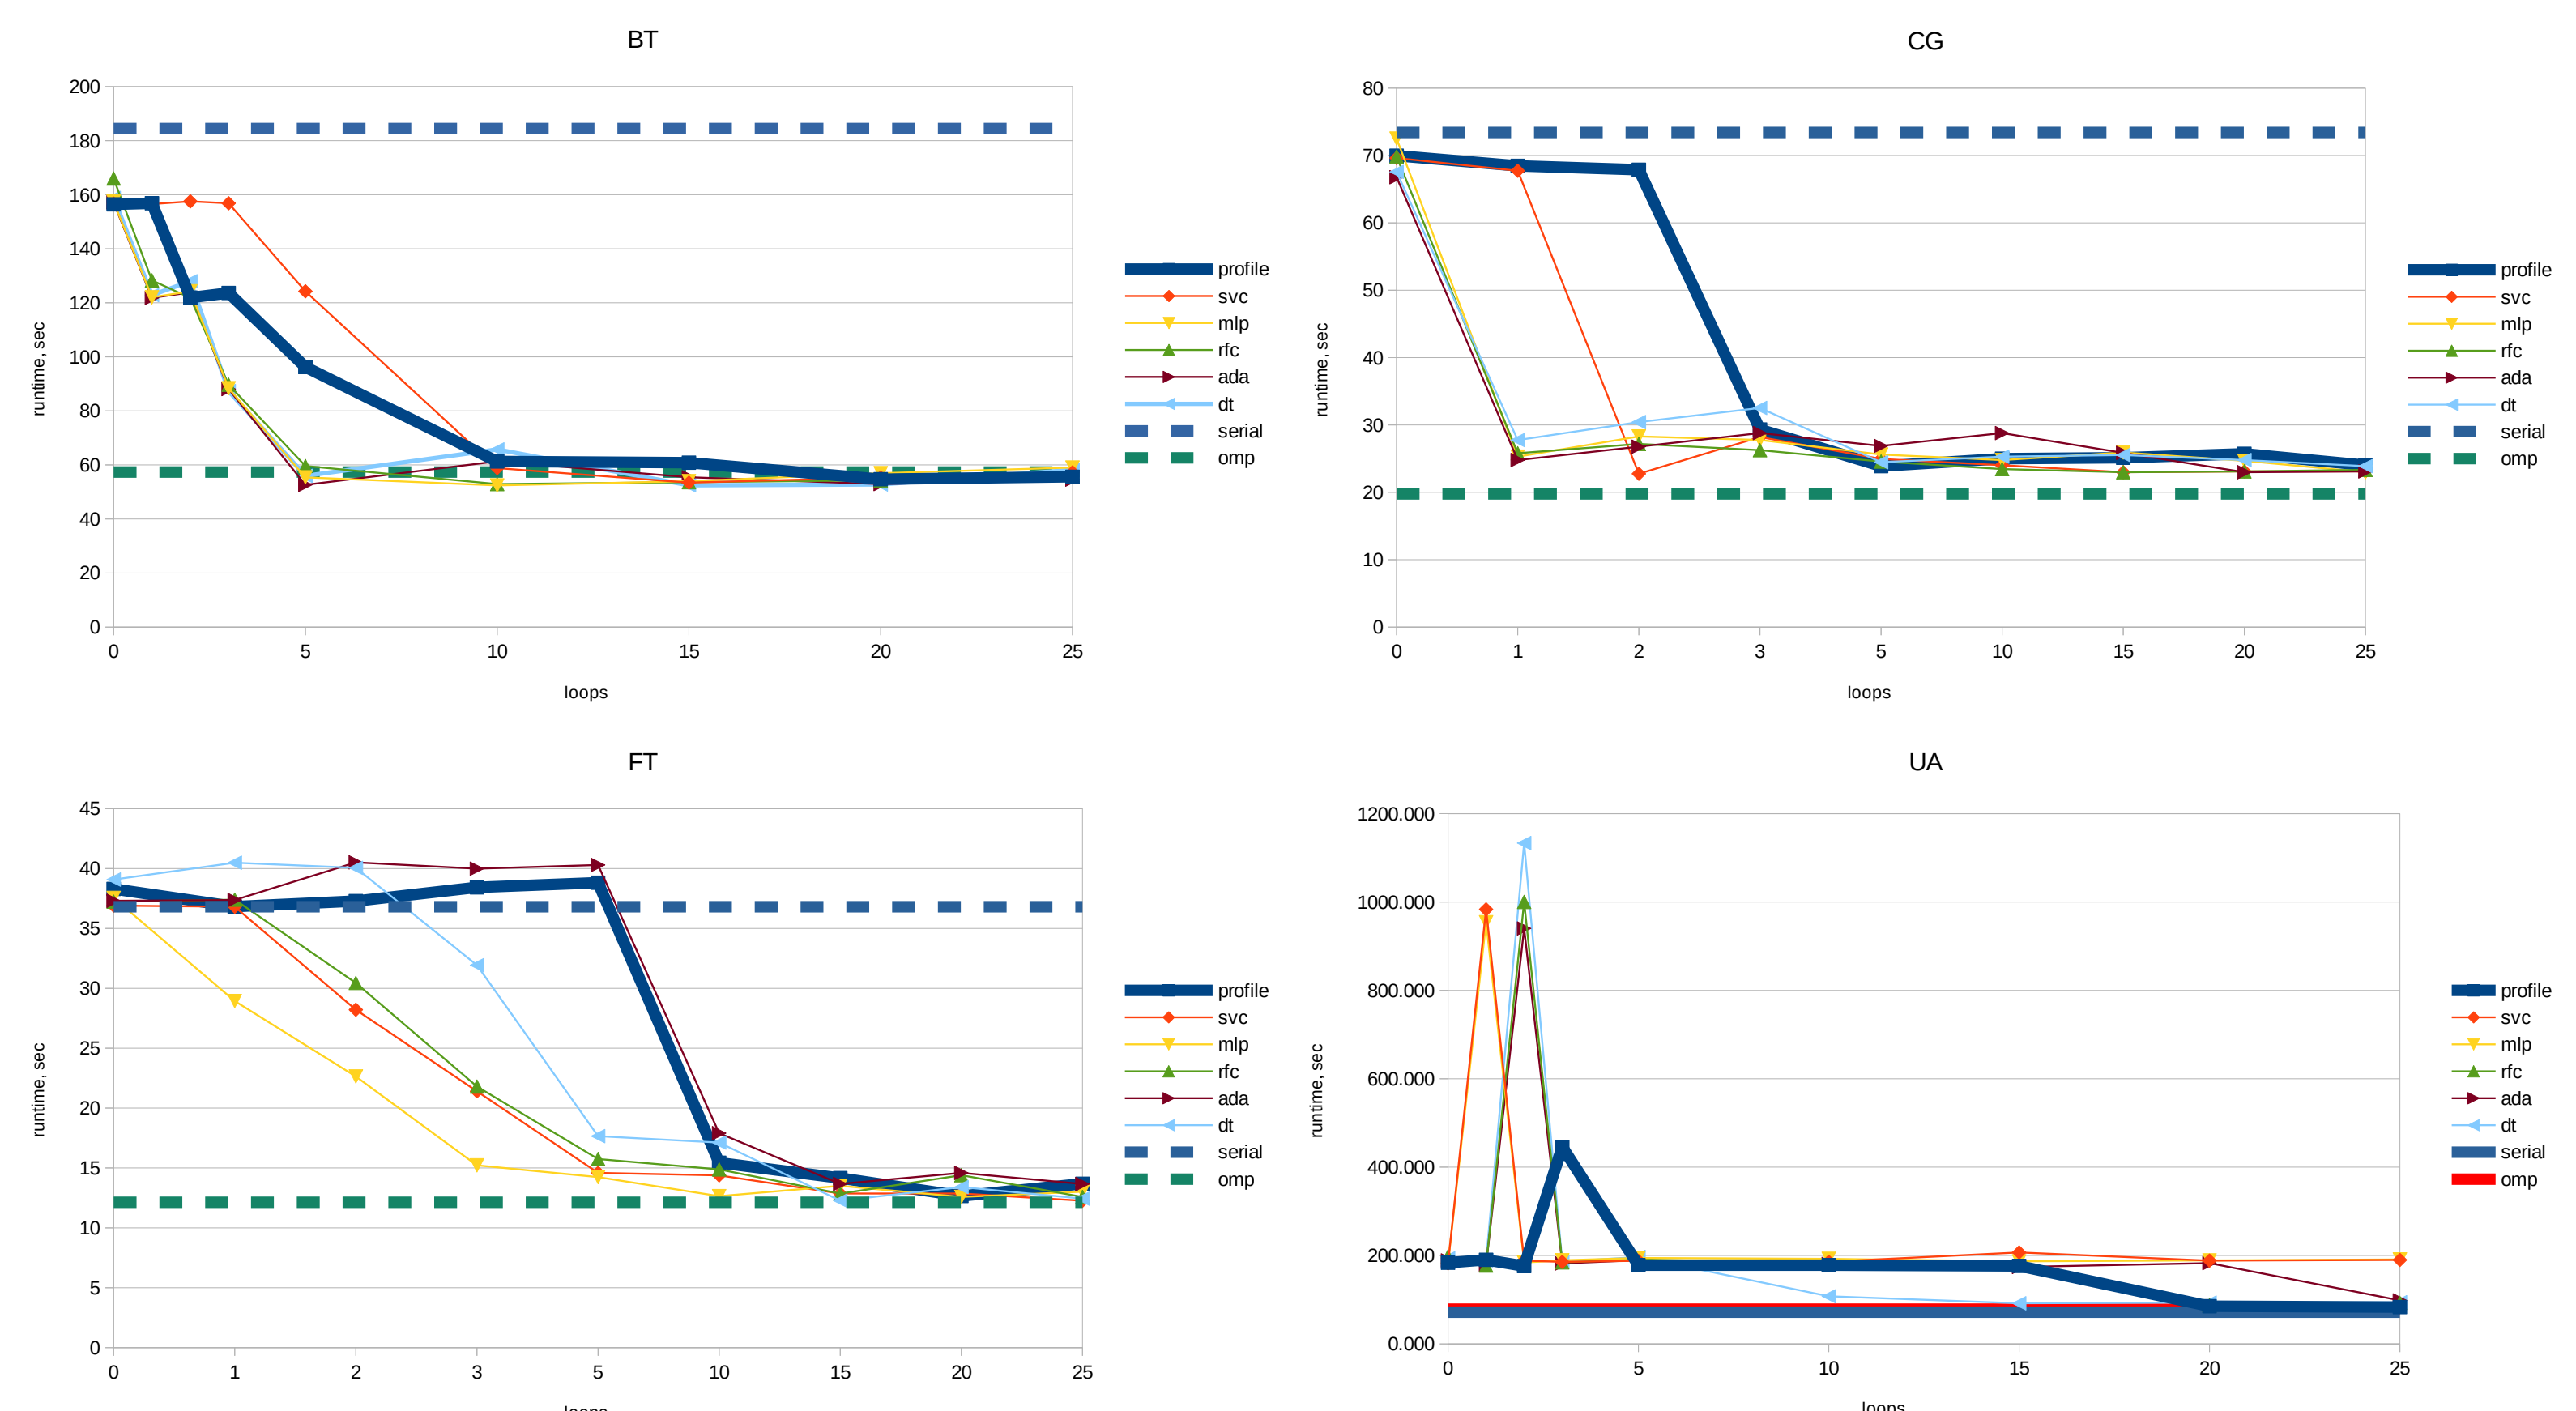 BT
200
180
160
140
120
100
80
60
40
20
0
runtime, sec
0 5 10 15 20 25
loops
profile
svc
mlp
rfc
ada
dt
serial
omp
CG
80
70
60
50
40
30
20
10
0
runtime, sec
0 1 2 3 5 10 15 20 25
loops
profile
svc
mlp
rfc
ada
dt
serial
omp
FT
45
40
35
30
25
20
15
10
5
0
runtime, sec
0 1 2 3 5 10 15 20 25
loops
profile
svc
mlp
rfc
ada
dt
serial
omp
UA
1200.000
1000.000
800.000
600.000
400.000
200.000
0.000
runtime, sec
0 5 10 15 20 25
loops
profile
svc
mlp
rfc
ada
dt
serial
omp